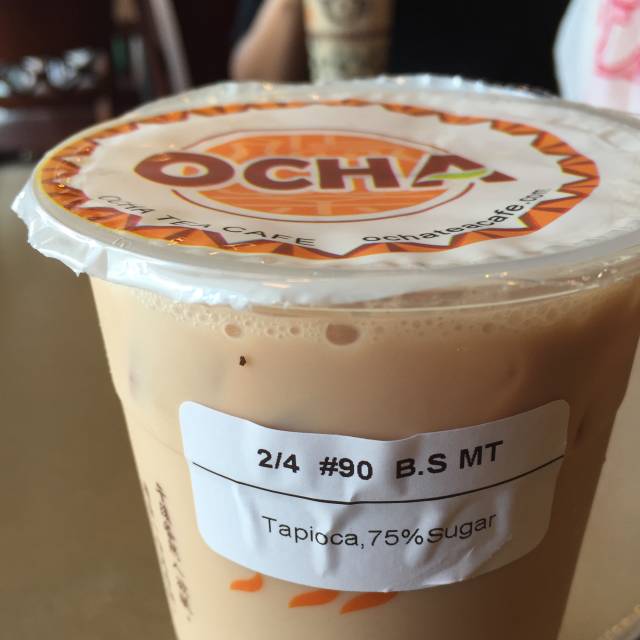 OCHA
OCHA TEA CAFE ochateacafe.com
2/4 #90 B.S MT
Tapioca,75%Sugar